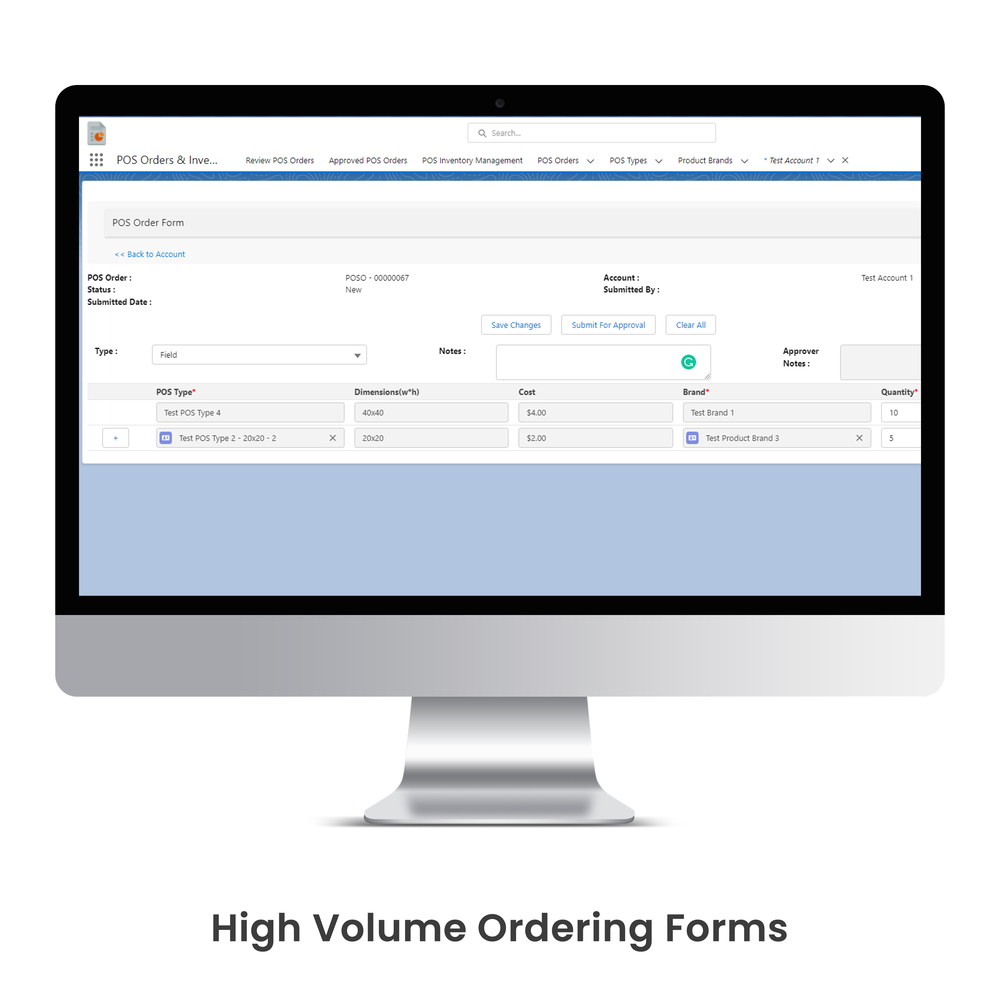 Search...
POS Orders & Inve... Review POS Orders Approved POS Orders POS Inventory Management POS Orders POS Types Product Brands * Test Account 1
POS Order Form
<< Back to Account
POS Order : POSO - 00000067 Account : Test Account 1
Status : New Submitted By :
Submitted Date :
Save Changes Submit For Approval Clear All
Type : Field Notes : Approver
Notes :
POS Type* Dimensions(w*h) Cost Brand* Quantity*
Test POS Type 4 40x40 $4.00 Test Brand 1 10
+ Test POS Type 2 - 20x20 - 2 20x20 $2.00 Test Product Brand 3 5
High Volume Ordering Forms